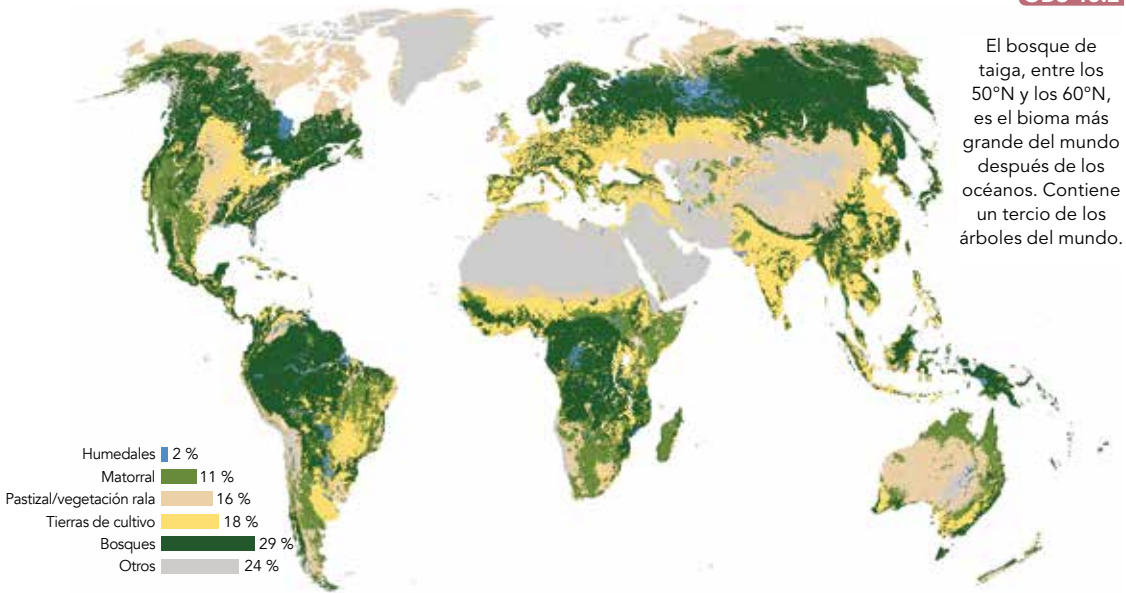 El bosque de
taiga, entre los
50°N y los 60°N,
es el bioma más
grande del mundo
después de los
océanos. Contiene
un tercio de los
árboles del mundo.
Humedales 2 %
Matorral 11 %
Pastizal/vegetación rala 16 %
Tierras de cultivo 18 %
Bosques 29 %
Otros 24 %